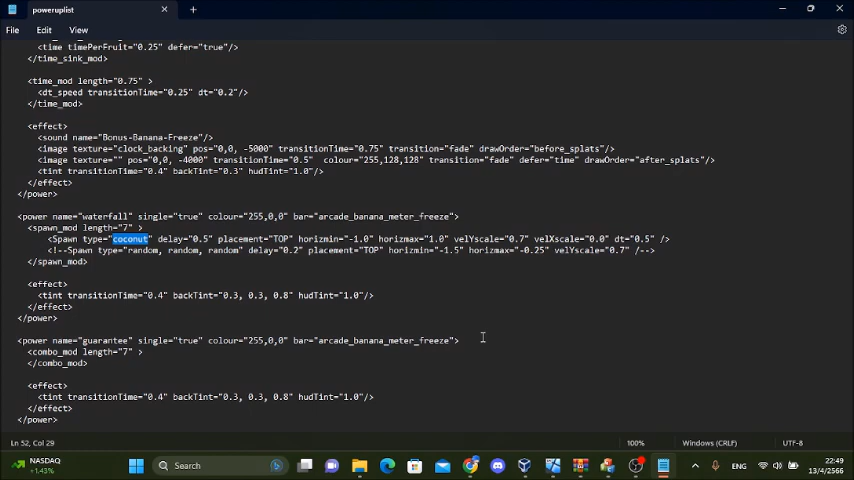 poweruplist
File Edit View
<time timePerFruit="0.25" defer="true"/>
</time_sink_mod>
<time_mod length="0.75" >
<dt_speed transitionTime="0.25" dt="0.2"/>
</time_mod>
<effect>
<sound name="Bonus-Banana-Freeze"/>
<image texture="clock_backing" pos="0,0, -5000" transitionTime="0.75" transition="fade" drawOrder="before_splats"/>
<image texture="" pos="0,0, -4000" transitionTime="0.5"  colour="255,128,128" transition="fade" defer="time" drawOrder="after_splats"/>
<tint transitionTime="0.4" backTint="0.3" hudTint="1.0"/>
</effect>
</power>
<power name="waterfall" single="true" colour="255,0,0" bar="arcade_banana_meter_freeze">
<spawn_mod length="7" >
<Spawn type="coconut" delay="0.5" placement="TOP" horizmin="-1.0" horizmax="1.0" velYscale="0.7" velXscale="0.0" dt="0.5" />
<!--Spawn type="random, random, random" delay="0.2" placement="TOP" horizmin="-1.5" horizmax="-0.25" velYscale="0.7" /-->
</spawn_mod>
<effect>
<tint transitionTime="0.4" backTint="0.3, 0.3, 0.8" hudTint="1.0"/>
</effect>
</power>
<power name="guarantee" single="true" colour="255,0,0" bar="arcade_banana_meter_freeze">
<combo_mod length="7" >
</combo_mod>
<effect>
<tint transitionTime="0.4" backTint="0.3, 0.3, 0.8" hudTint="1.0"/>
</effect>
</power>
Ln 52, Col 29 100% Windows (CRLF) UTF-8
NASDAQ
+1.43%
Search
ENG
22:49
13/4/2566